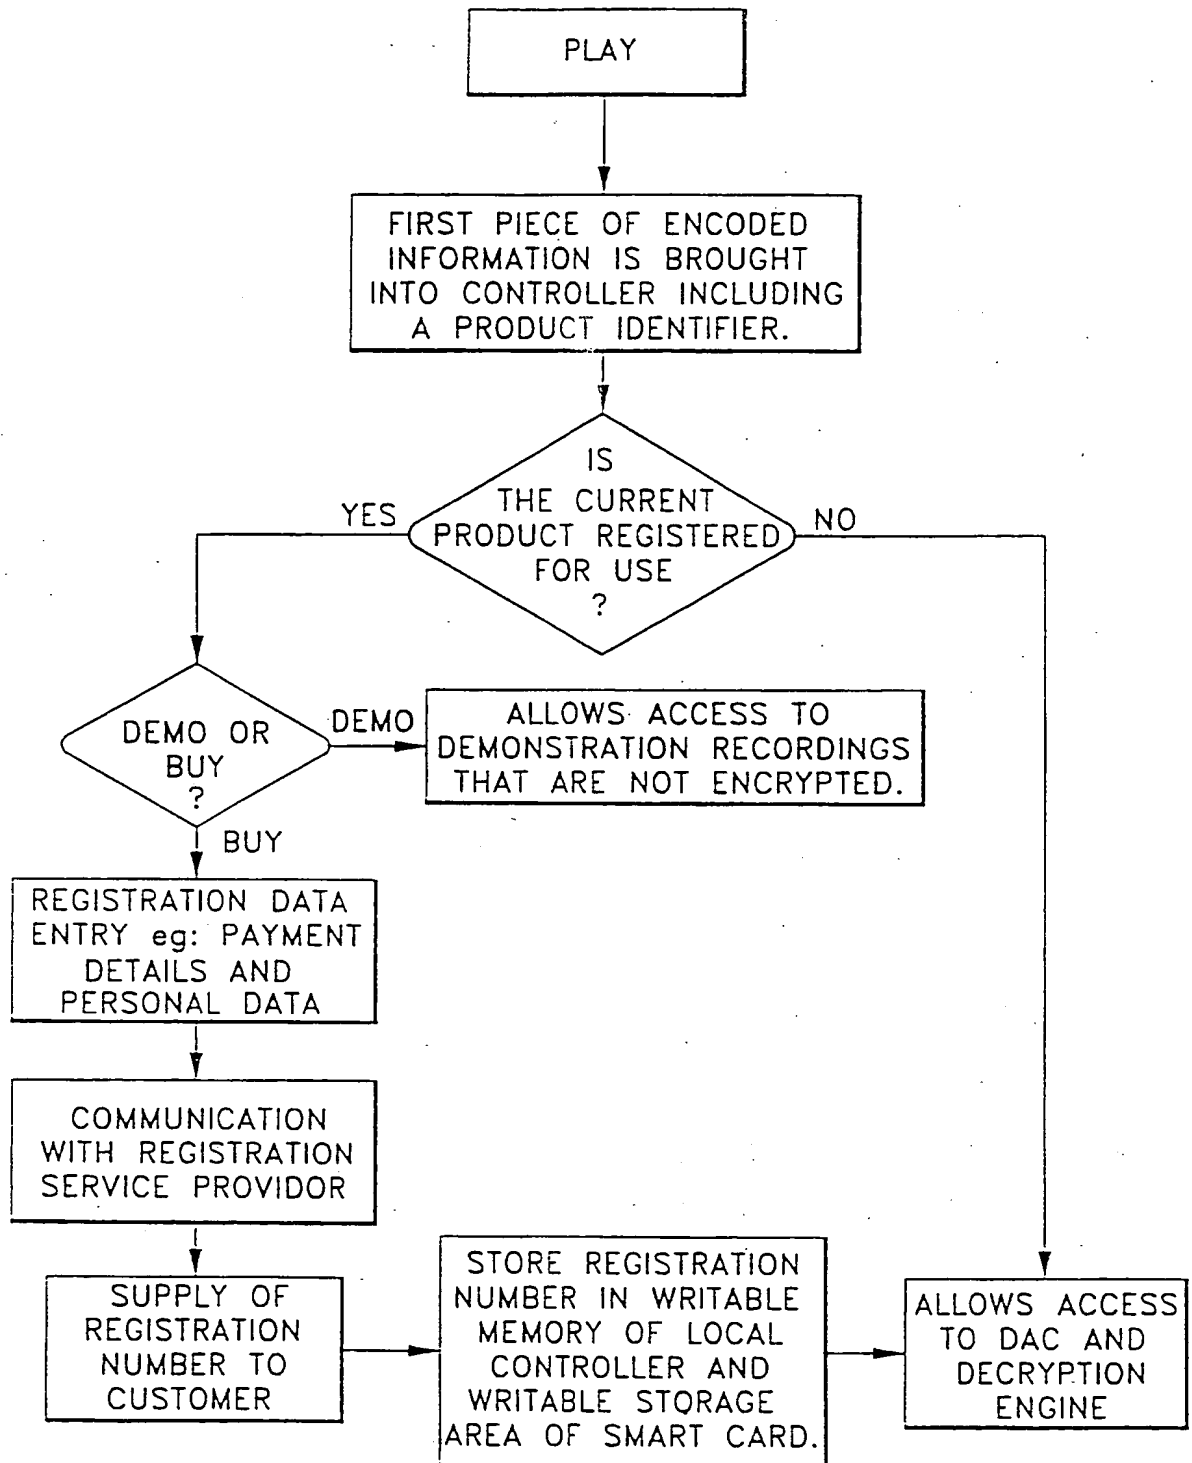 PLAY
FIRST PIECE OF ENCODED
INFORMATION IS BROUGHT
INTO CONTROLLER INCLUDING
A PRODUCT IDENTIFIER.
IS
THE CURRENT
PRODUCT REGISTERED
FOR USE
?
YES
NO
DEMO OR
BUY
?
DEMO
ALLOWS ACCESS TO
DEMONSTRATION RECORDINGS
THAT ARE NOT ENCRYPTED.
BUY
REGISTRATION DATA
ENTRY eg: PAYMENT
DETAILS AND
PERSONAL DATA
COMMUNICATION
WITH REGISTRATION
SERVICE PROVIDOR
SUPPLY OF
REGISTRATION
NUMBER TO
CUSTOMER
STORE REGISTRATION
NUMBER IN WRITABLE
MEMORY OF LOCAL
CONTROLLER AND
WRITABLE STORAGE
AREA OF SMART CARD.
ALLOWS ACCESS
TO DAC AND
DECRYPTION
ENGINE